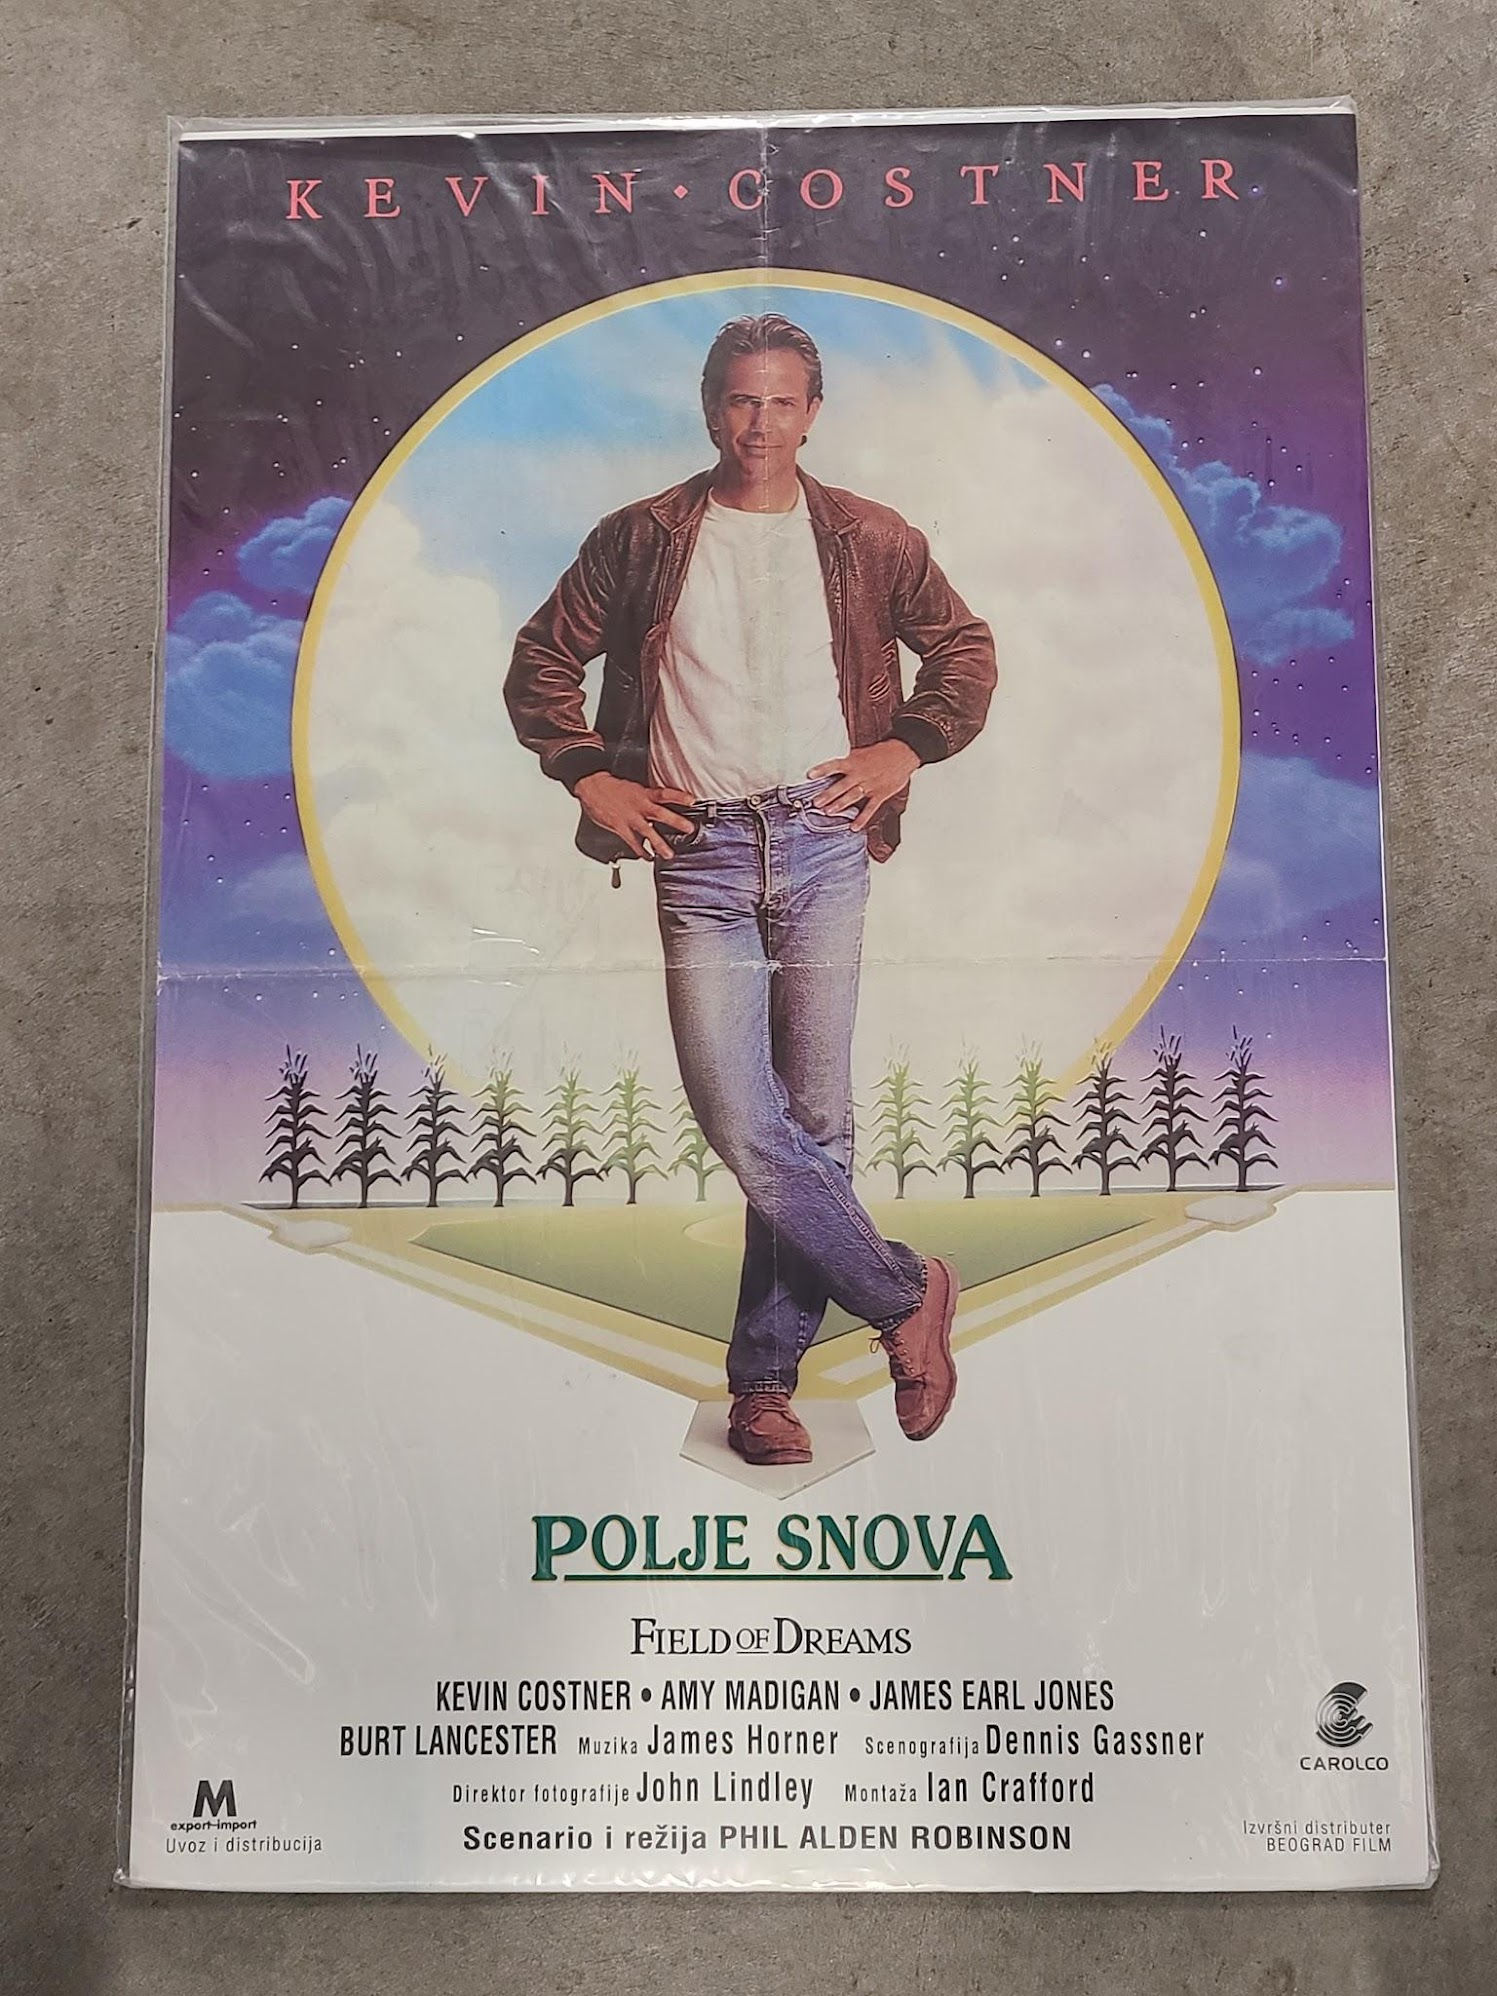 KEVIN • COSTNER
POLJE SNOVA
FIELD OF DREAMS
KEVIN COSTNER • AMY MADIGAN • JAMES EARL JONES
BURT LANCESTER Muzika James Horner Scenografija Dennis Gassner
Direktor fotografije John Lindley Montaža Ian Crafford
Scenario i režija PHIL ALDEN ROBINSON
M
export-import
Uvoz i distribucija
CAROLCO
Izvršni distributer
BEOGRAD FILM